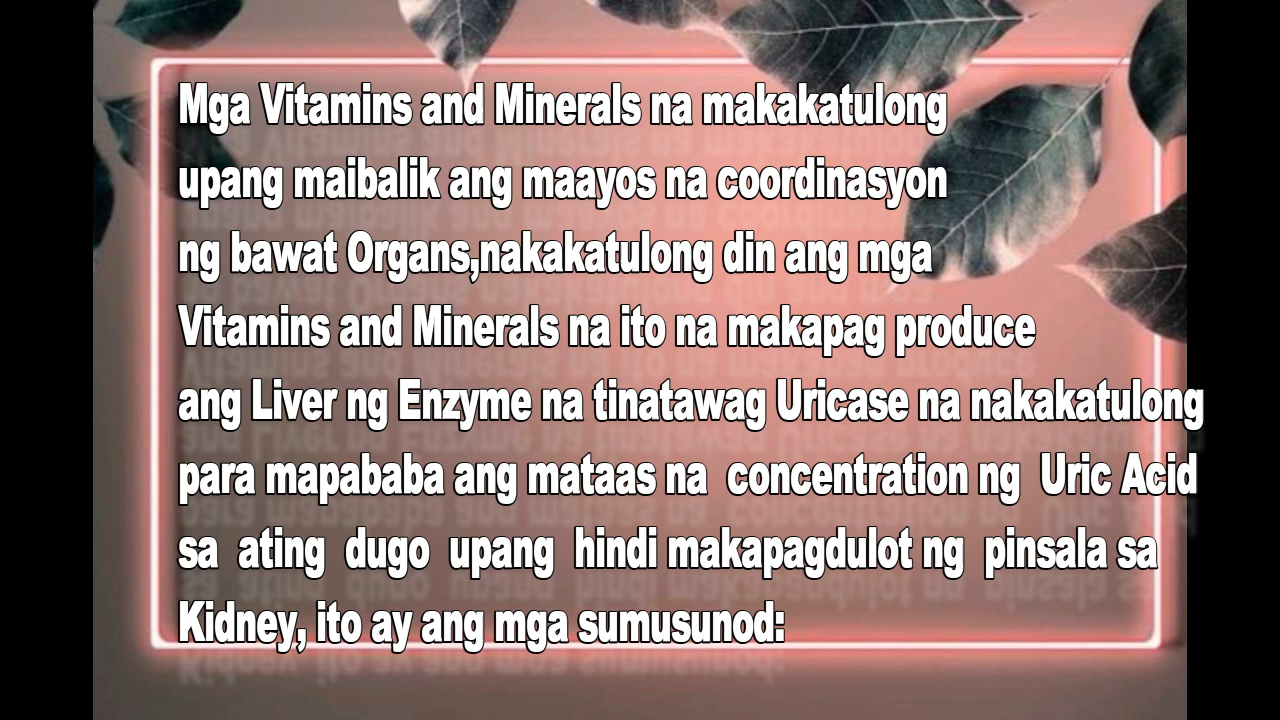 Mga Vitamins and Minerals na makakatulong
upang maibalik ang maayos na coordinasyon
ng bawat Organs,nakakatulong din ang mga
Vitamins and Minerals na ito na makapag produce
ang Liver ng Enzyme na tinatawag Uricase na nakakatulong
para mapababa ang mataas na  concentration ng  Uric Acid
sa  ating  dugo  upang  hindi makapagdulot ng  pinsala sa
Kidney, ito ay ang mga sumusunod: